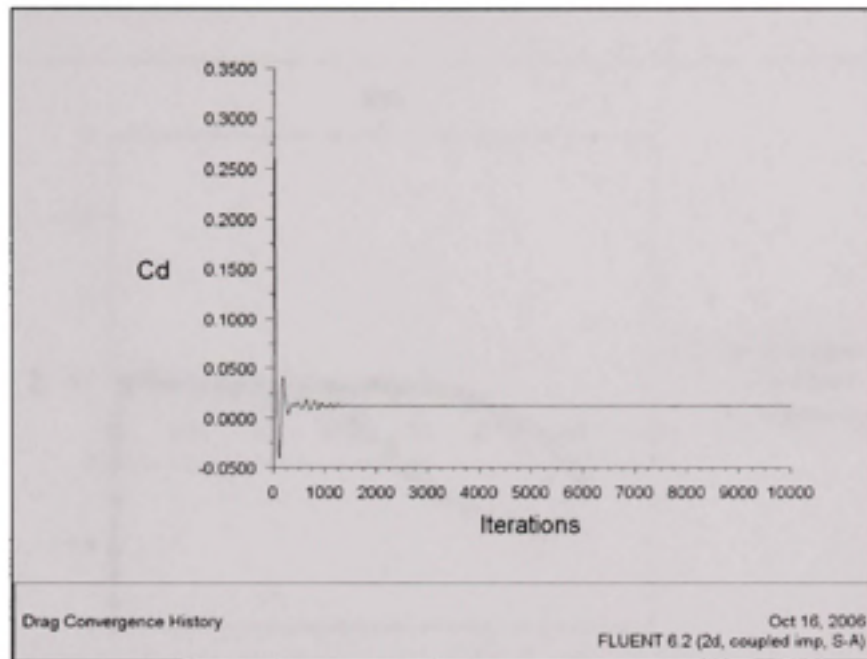 0.3500
0.3000
0.2500
0.2000
0.1500
0.1000
0.0500
0.0000
-0.0500
Cd
0 1000 2000 3000 4000 5000 6000 7000 8000 9000 10000
Iterations
Drag Convergence History
Oct 16, 2006
FLUENT 6.2 (2d, coupled imp, S-A)